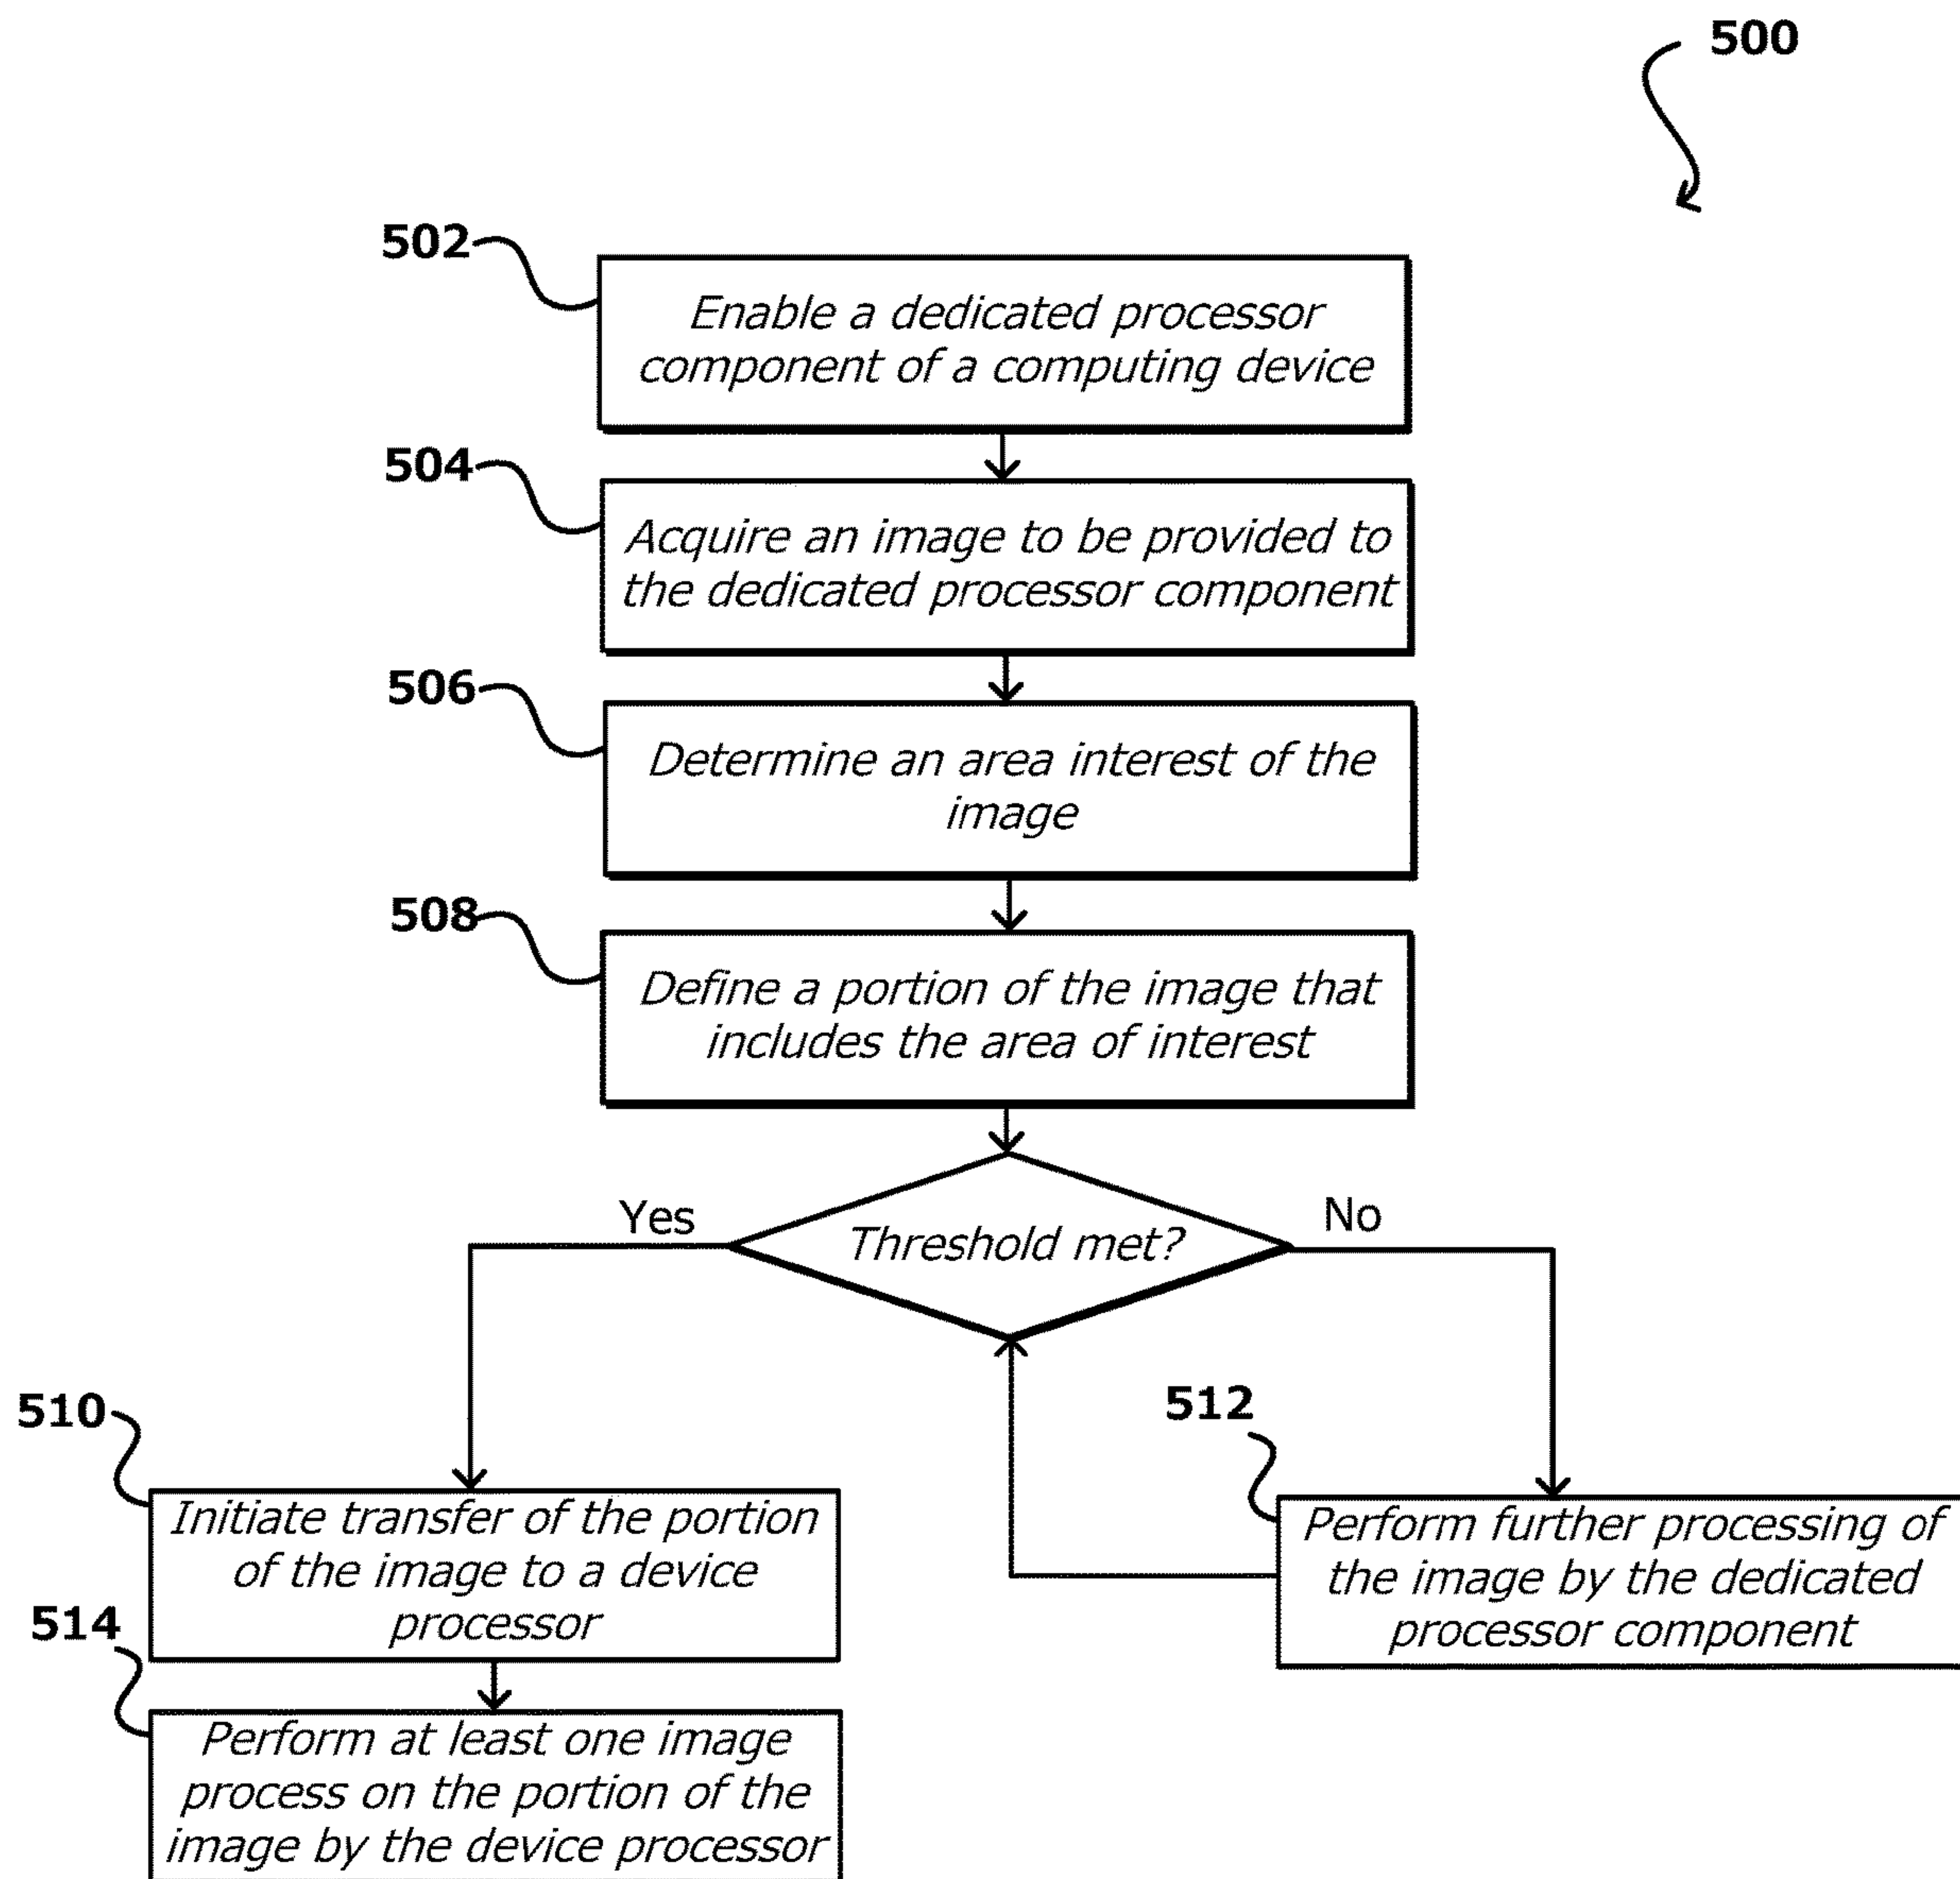 500
502
Enable a dedicated processor
component of a computing device
504
Acquire an image to be provided to
the dedicated processor component
506
Determine an area interest of the
image
508
Define a portion of the image that
includes the area of interest
Yes
Threshold met?
No
510
Initiate transfer of the portion
of the image to a device
processor
512
Perform further processing of
the image by the dedicated
processor component
514
Perform at least one image
process on the portion of the
image by the device processor